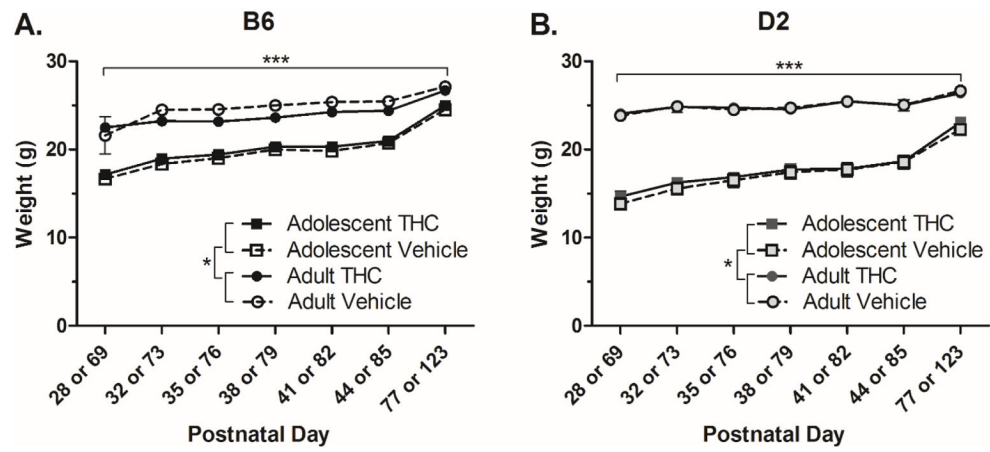 A.
B6
***
30
20
10
0
Weight (g)
Adolescent THC
Adolescent Vehicle
Adult THC
Adult Vehicle
*
28 or 69
32 or 73
35 or 76
38 or 79
41 or 82
44 or 85
77 or 123
Postnatal Day
B.
D2
***
30
20
10
0
Weight (g)
Adolescent THC
Adolescent Vehicle
Adult THC
Adult Vehicle
*
28 or 69
32 or 73
35 or 76
38 or 79
41 or 82
44 or 85
77 or 123
Postnatal Day